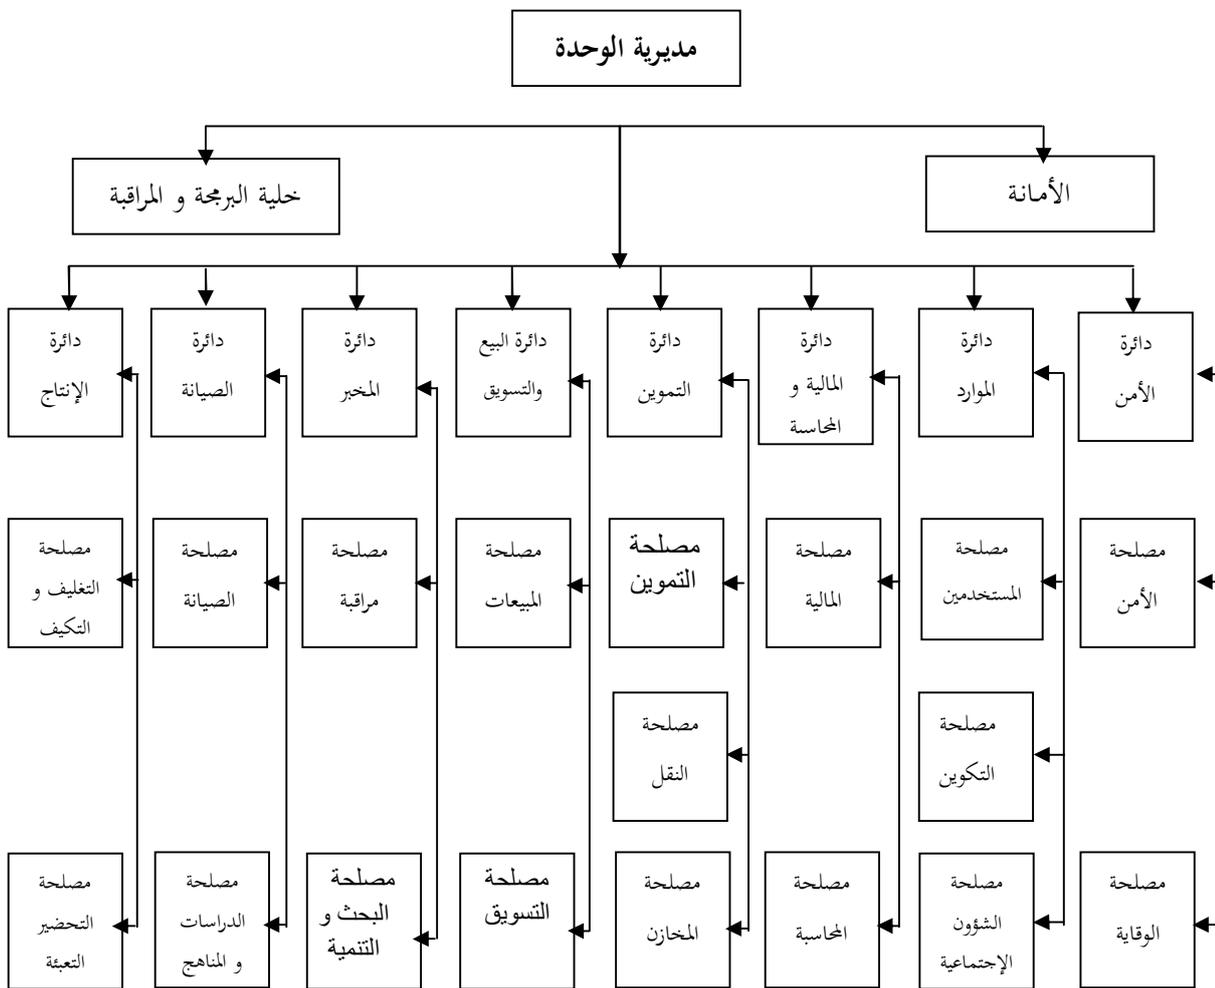 مديرية الوحدة
الأمانة
خلية البرمجة و المراقبة
دائرة
الأمن
دائرة
الموارد
دائرة
المالية و
المحاسبة
دائرة
التموين
دائرة البيع
والتسويق
دائرة
المخبر
دائرة
الصيانة
دائرة
الإنتاج
مصلحة
الأمن
مصلحة
المستخدمين
مصلحة
المالية
مصلحة
التموين
مصلحة
المبيعات
مصلحة
مراقبة
مصلحة
الصيانة
مصلحة
التغليف و
التكيف
مصلحة
التكوين
مصلحة
النقل
مصلحة
الوقاية
مصلحة
الشؤون
الإجتماعية
مصلحة
المحاسبة
مصلحة
المخازن
مصلحة
التسويق
مصلحة
البحث و
التنمية
مصلحة
الدراسات
و المناهج
مصلحة
التحضير
التعبئة